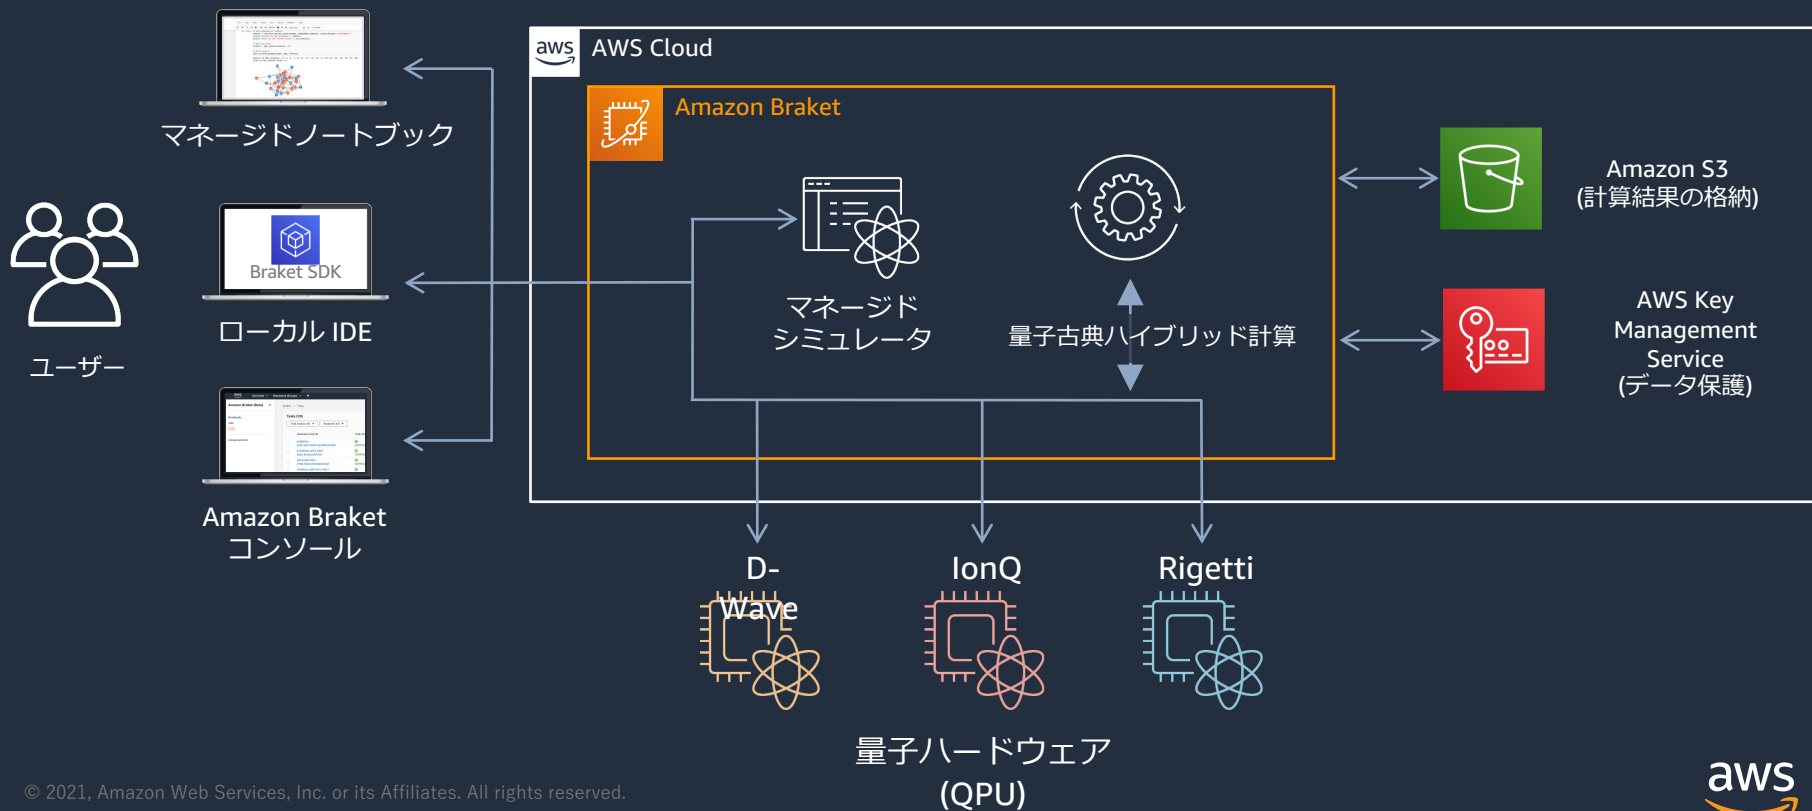 aws
AWS Cloud
Amazon Braket
マネージドノートブック
Braket SDK
ローカル IDE
ユーザー
Amazon Braket
コンソール
マネージド
シミュレータ
量子古典ハイブリッド計算
Amazon S3
(計算結果の格納)
AWS Key
Management
Service
(データ保護)
D-
Wave
IonQ
Rigetti
量子ハードウェア
(QPU)
© 2021, Amazon Web Services, Inc. or its Affiliates. All rights reserved.
aws